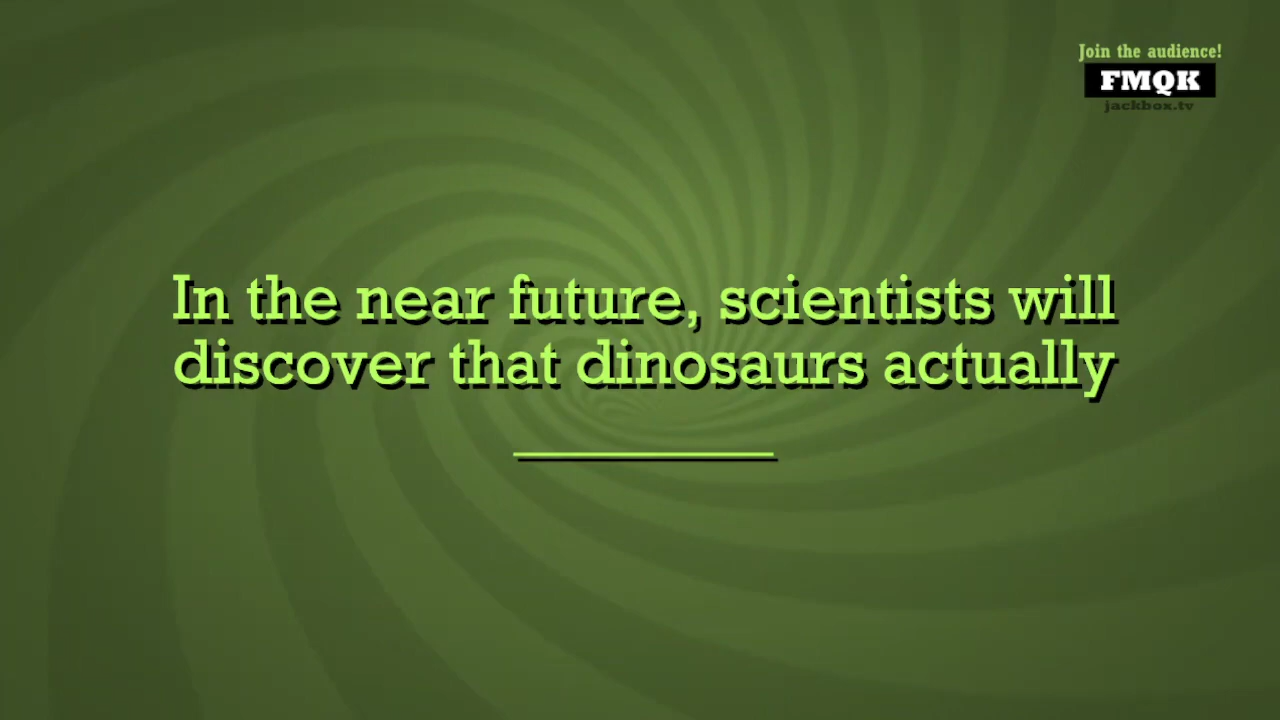 Join the audience!
FMQK
jackbox.tv
In the near future, scientists will
discover that dinosaurs actually